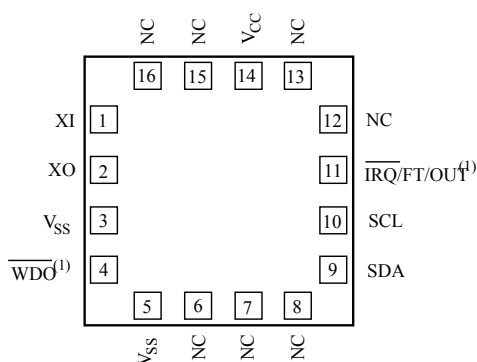 NC NC VCC NC
16 15 14 13
XI 1 12 NC
XO 2 11 IRQ/FT/OUT(1)
VSS 3 10 SCL
WDO(1) 4 9 SDA
5 6 7 8
VSS NC NC NC